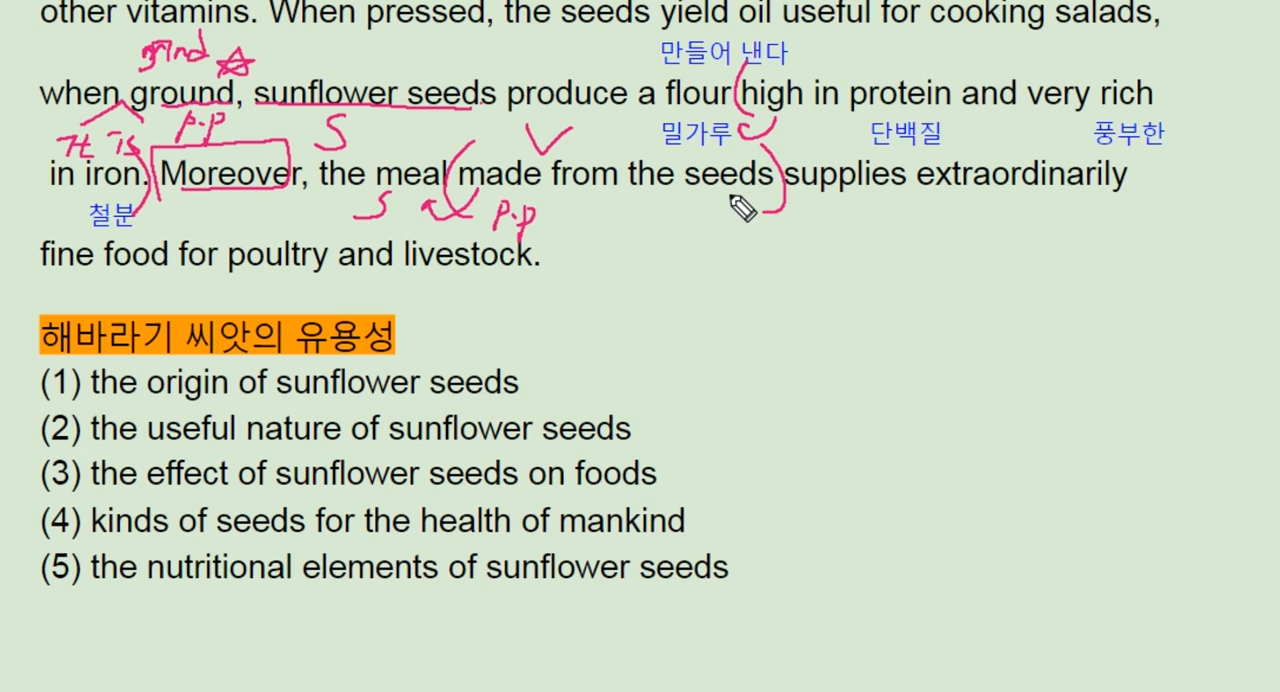 other vitamins. When pressed, the seeds yield oil useful for cooking salads,
grind
만들어 낸다
when ground, sunflower seeds produce a flour high in protein and very rich
It is
p.p
S
V
밀가루
단백질
풍부한
in iron. Moreover, the meal made from the seeds supplies extraordinarily
철분
S
p.p
fine food for poultry and livestock.
해바라기 씨앗의 유용성
(1) the origin of sunflower seeds
(2) the useful nature of sunflower seeds
(3) the effect of sunflower seeds on foods
(4) kinds of seeds for the health of mankind
(5) the nutritional elements of sunflower seeds